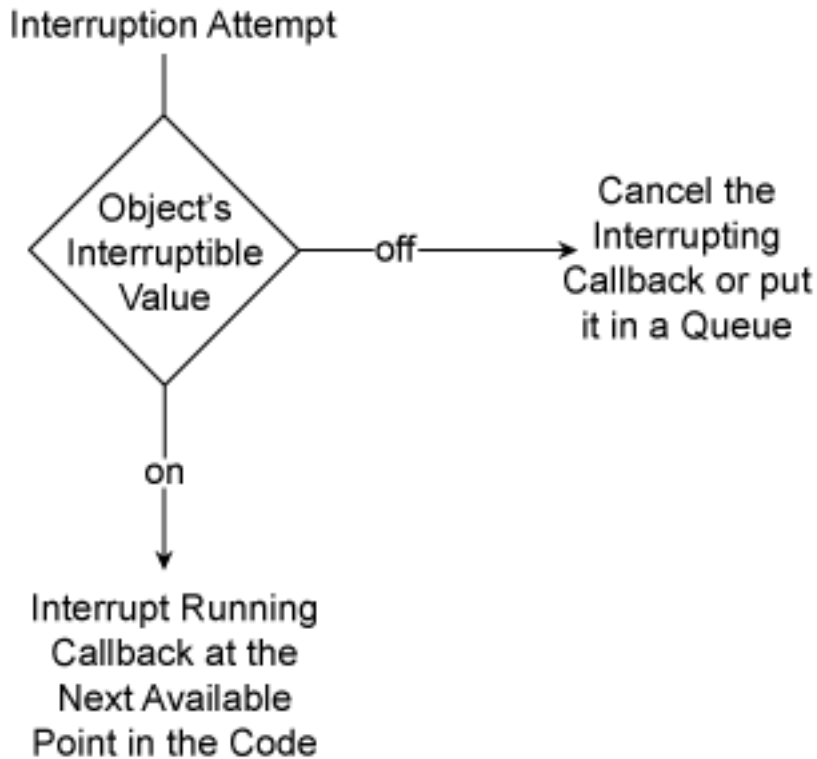 Interruption Attempt
Object's
Interruptible
Value
off
Cancel the
Interrupting
Callback or put
it in a Queue
on
Interrupt Running
Callback at the
Next Available
Point in the Code